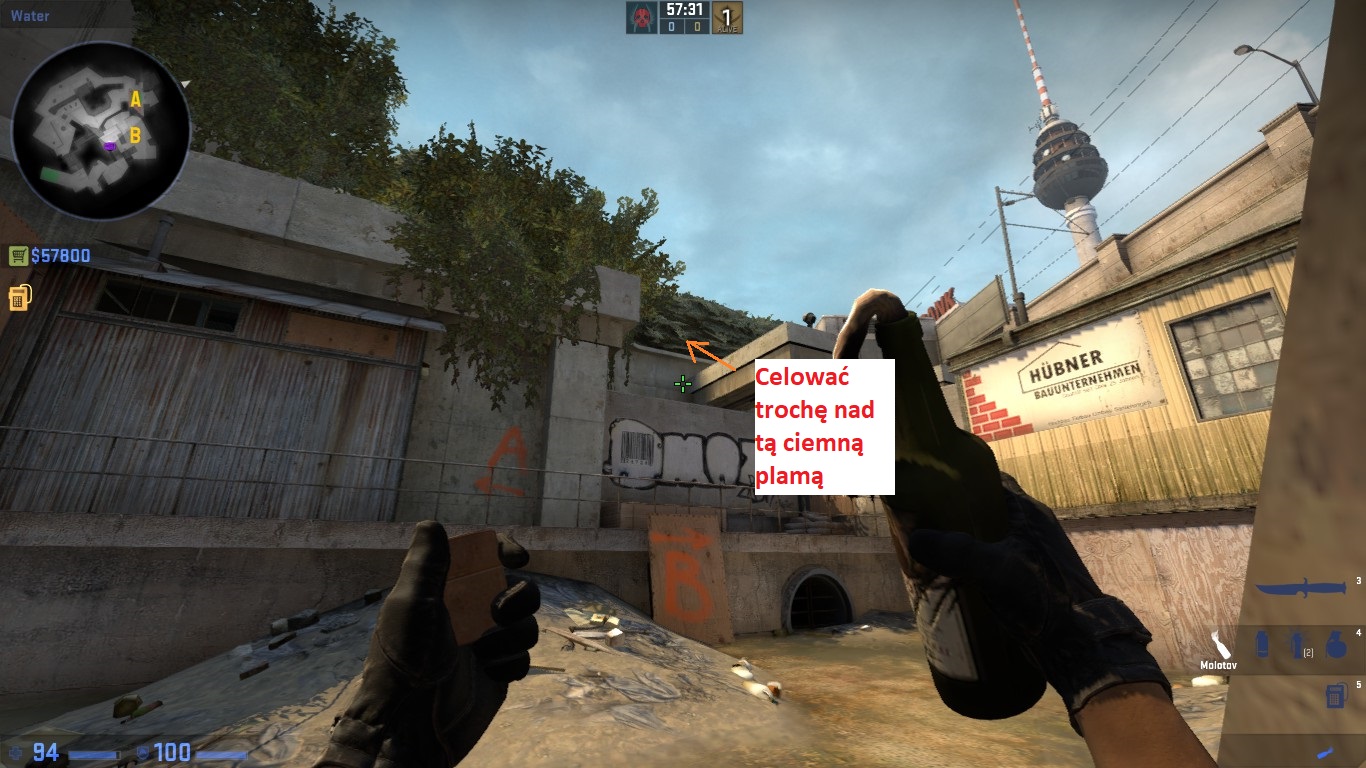 Water
57:31
0 0
1
ALIVE
A
B
$57800
HÜBNER
BAUUNTERNEHMEN
Celować
trochę nad
tą ciemną
plamą
A
B
3
4
(2)
Molotov
5
94
100